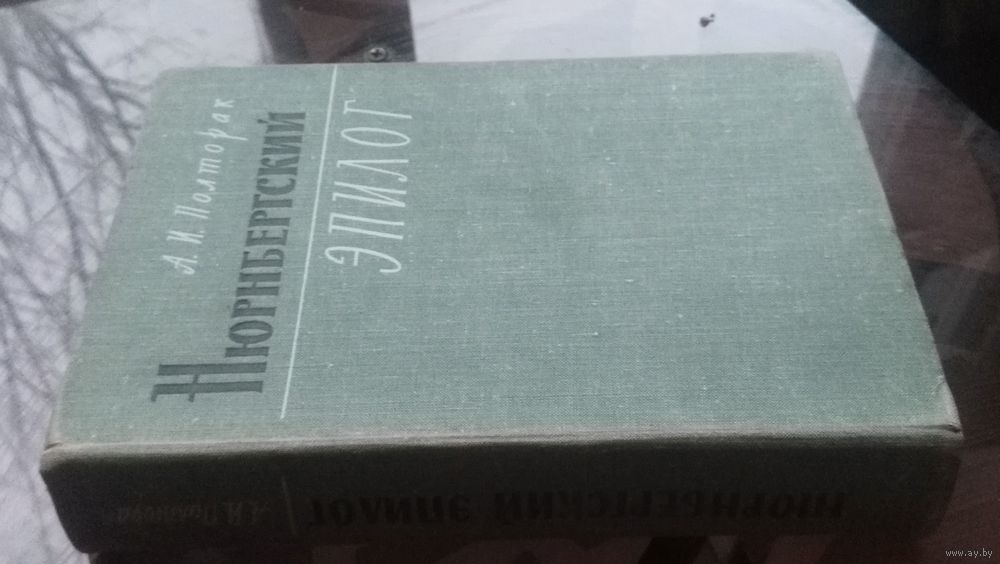 А. И. Полторак
НЮРНБЕРГСКИЙ
ЭПИЛОГ
А.И. Полторак
НЮРНБЕРГСКИЙ ЭПИЛОГ
www.ay.by